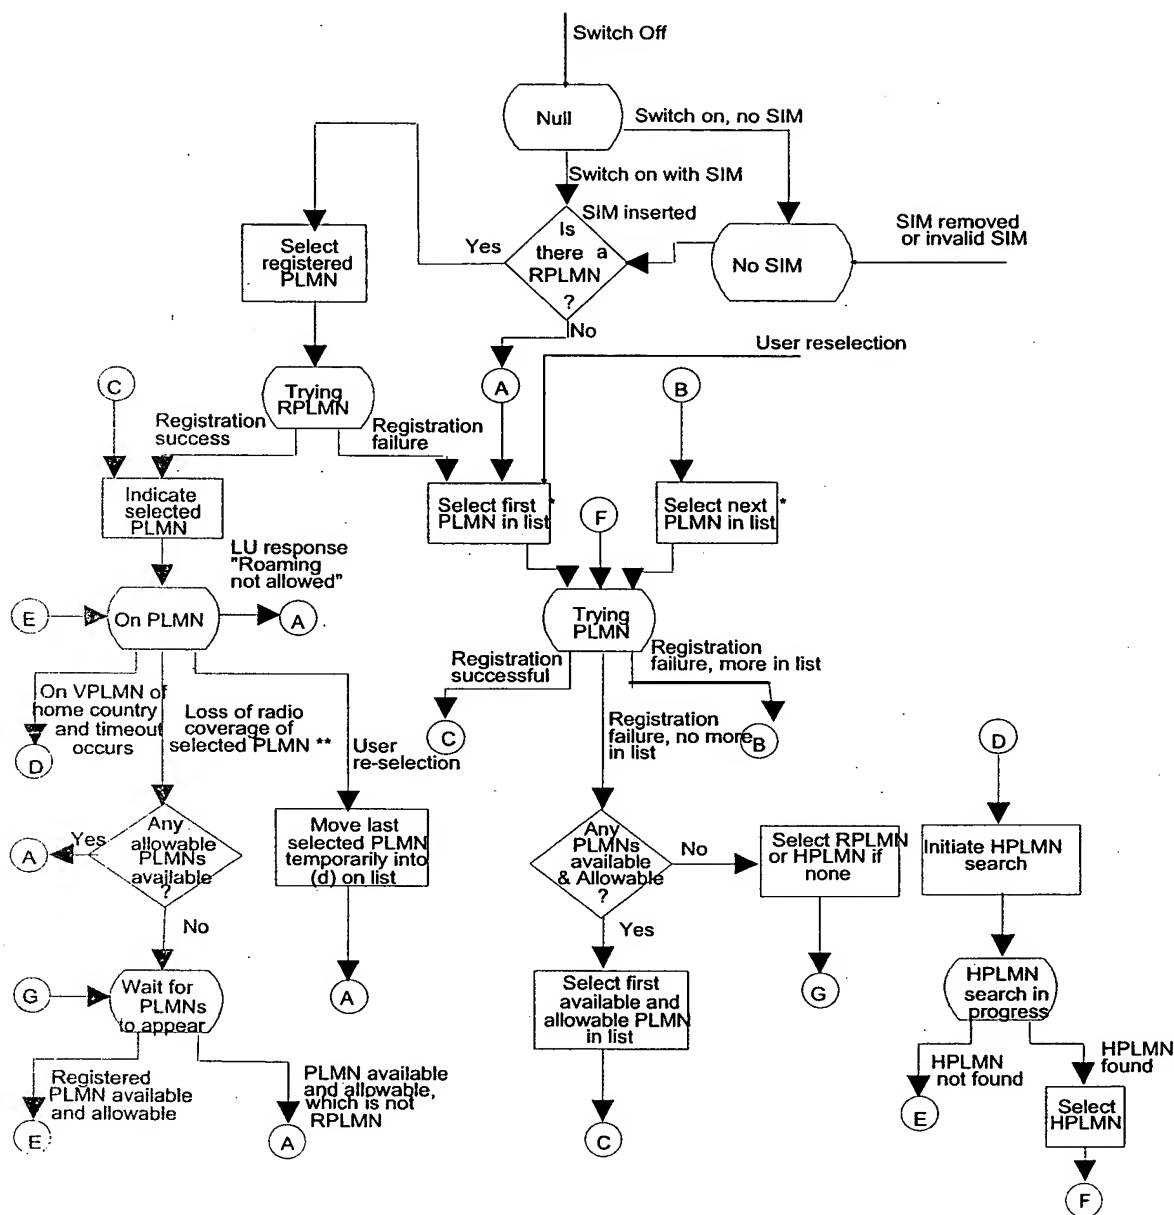 Switch Off
Null
Switch on, no SIM
Switch on with SIM
SIM inserted
SIM removed
or invalid SIM
Is
there a
RPLMN
?
Yes
No
No SIM
Select
registered
PLMN
User reselection
C
Trying
RPLMN
A
B
Registration
success
Registration
failure
Indicate
selected
PLMN
Select first *
PLMN in list
Select next *
PLMN in list
F
LU response
"Roaming
not allowed"
E
On PLMN
A
Trying
PLMN
Registration
successful
Registration
failure, more in list
On VPLMN of
home country
and timeout
occurs
Loss of radio
coverage of
selected PLMN **
User
re-selection
C
Registration
failure, no more
in list
B
D
D
Any
allowable
PLMNs
available
?
Yes
A
No
Move last
selected PLMN
temporarily into
(d) on list
Any
PLMNs
available
& Allowable
?
No
Select RPLMN
or HPLMN if
none
Initiate HPLMN
search
Yes
G
Wait for
PLMNs
to appear
A
Select first
available and
allowable PLMN
in list
G
HPLMN
search in
progress
Registered
PLMN available
and allowable
PLMN available
and allowable,
which is not
RPLMN
HPLMN
not found
HPLMN
found
E
A
C
E
Select
HPLMN
F